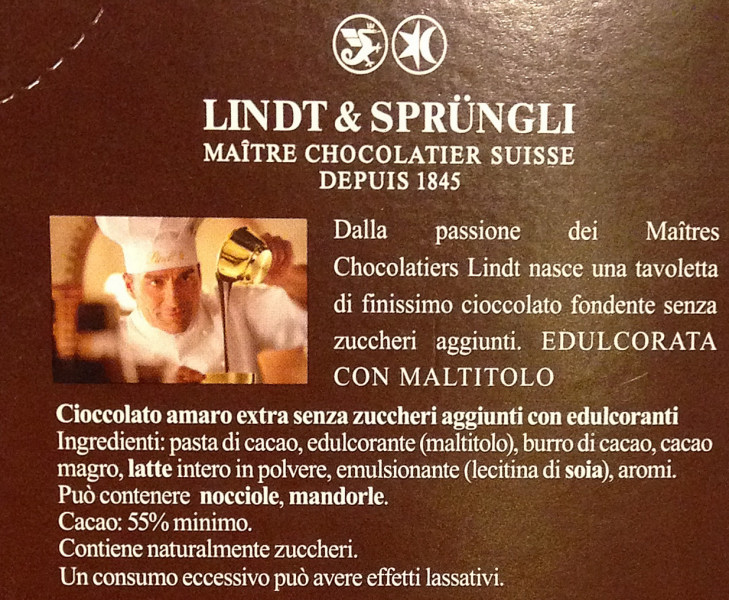 LINDT & SPRÜNGLI
MAÎTRE CHOCOLATIER SUISSE
DEPUIS 1845
Dalla passione dei Maîtres
Chocolatiers Lindt nasce una tavoletta
di finissimo cioccolato fondente senza
zuccheri aggiunti. EDULCORATA
CON MALTITOLO
Cioccolato amaro extra senza zuccheri aggiunti con edulcoranti
Ingredienti: pasta di cacao, edulcorante (maltitolo), burro di cacao, cacao
magro, latte intero in polvere, emulsionante (lecitina di soia), aromi.
Può contenere nocciole, mandorle.
Cacao: 55% minimo.
Contiene naturalmente zuccheri.
Un consumo eccessivo può avere effetti lassativi.